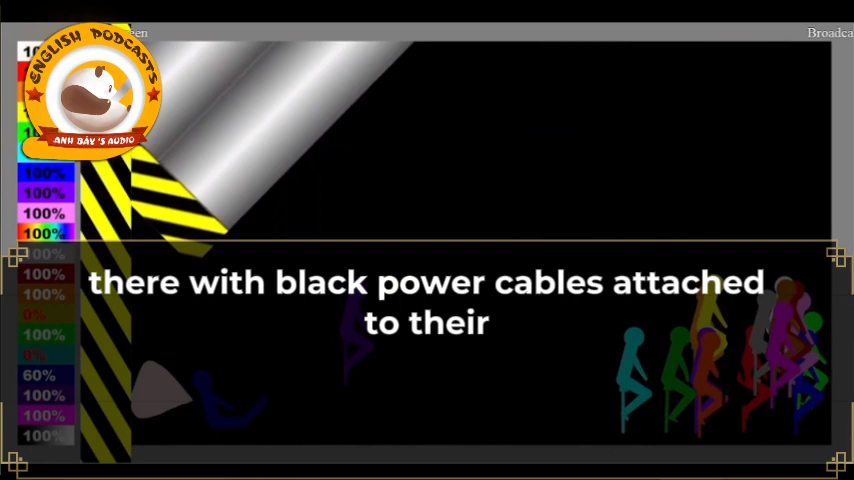 Broadca
ENGLISH PODCASTS
ANH BẢY 'S AUDIO
100%
100%
100%
100%
there with black power cables attached
to their
100%
100%
0%
100%
0%
60%
100%
100%
100%